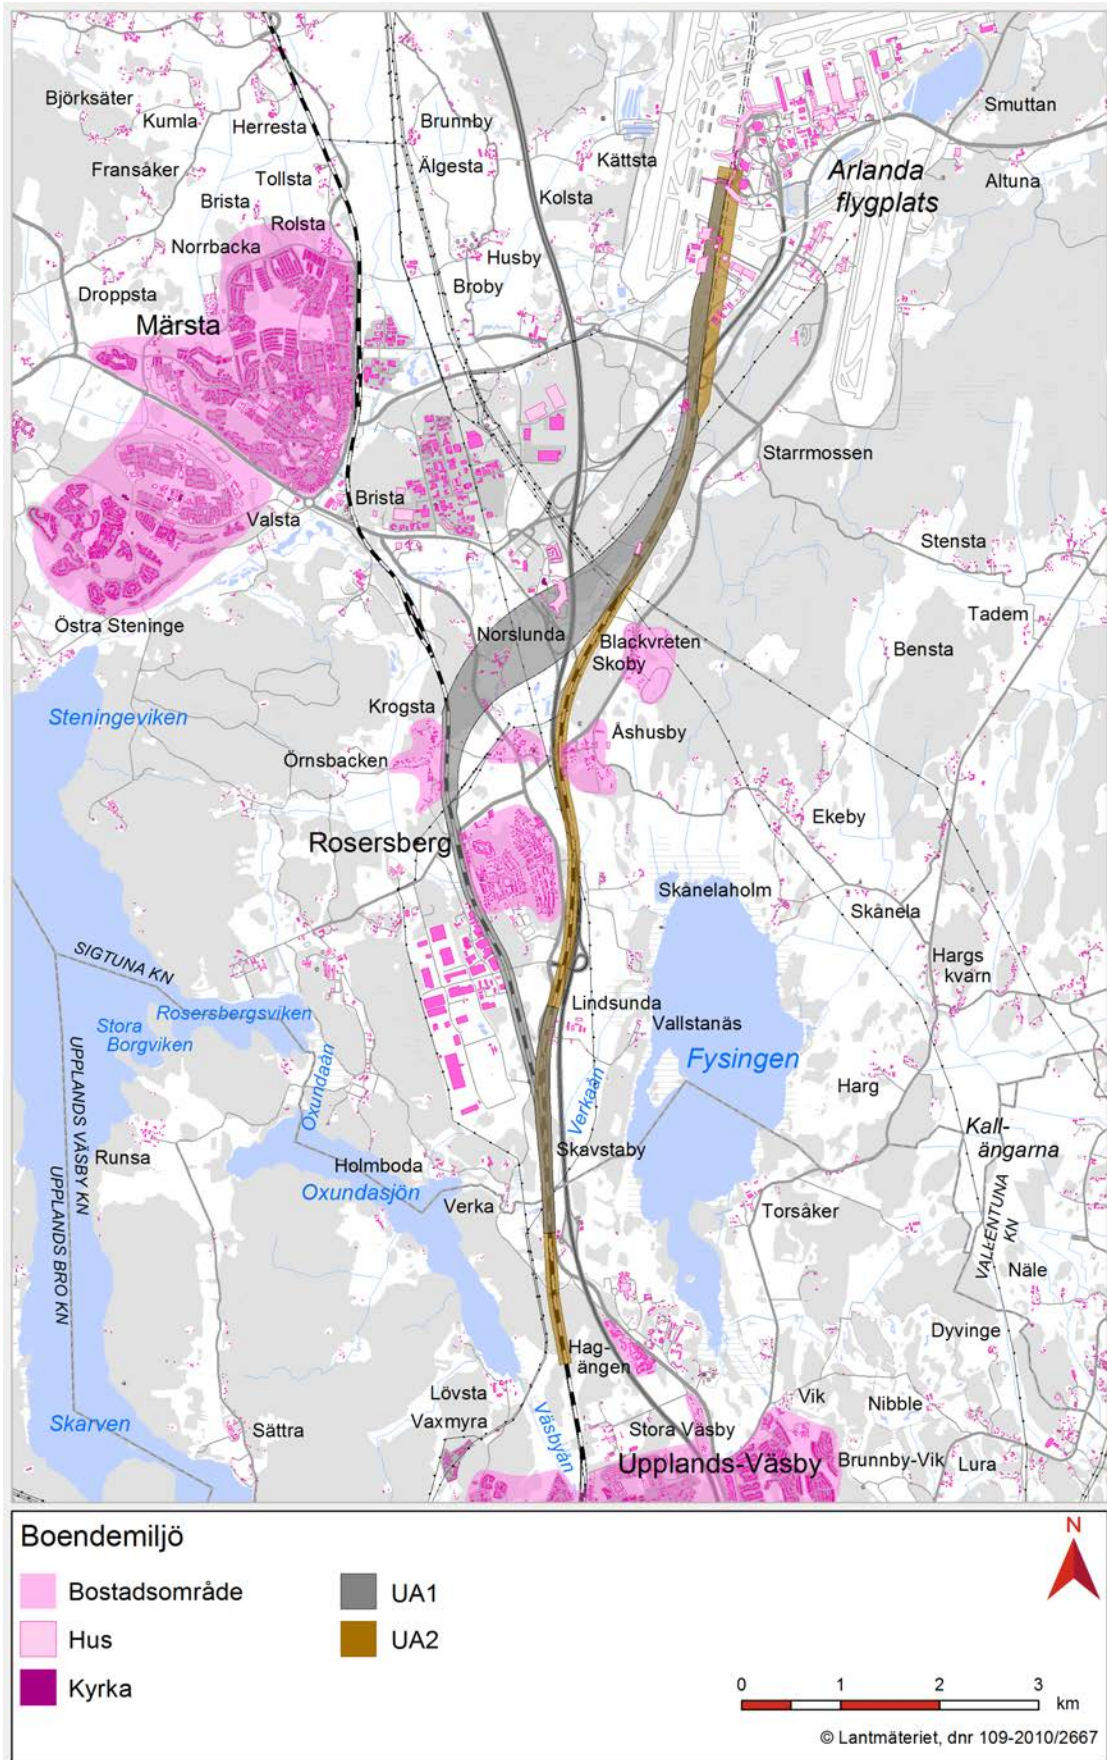 Björksäter
Kumla
Herresta
Brunnby
Smuttan
Fransåker
Tollsta
Älgesta
Kättsta
Arlanda
flygplats
Altuna
Brista
Rolsta
Kolsta
Norrbacka
Husby
Droppsta
Broby
Märsta
Starrmossen
Brista
Valsta
Stensta
Östra Steninge
Norslunda
Blackvreten
Skoby
Tadem
Bensta
Steningeviken
Krogsta
Åshusby
Örnsbacken
Ekeby
Rosersberg
Skånelaholm
Skånela
SIGTUNA KN
Hargs
kvarn
Rosersbergsviken
Stora
Borgviken
Lindsunda
Vallstanäs
Fysingen
UPPLANDS VÄSBY KN
UPPLANDS BRO KN
Oxundaån
Verkaån
Harg
Kall-
ängarna
Runsa
Holmboda
Skavstaby
Oxundasjön
Verka
Torsåker
VALLENTUNA
KN
Näle
Dyvinge
Hag-
ängen
Lövsta
Vaxmyra
Väsbyån
Vik
Nibble
Skarven
Sättra
Stora Väsby
Upplands-Väsby
Brunnby-Vik
Lura
Boendemiljö
N
Bostadsområde
UA1
Hus
UA2
Kyrka
0 1 2 3
km
© Lantmäteriet, dnr 109-2010/2667